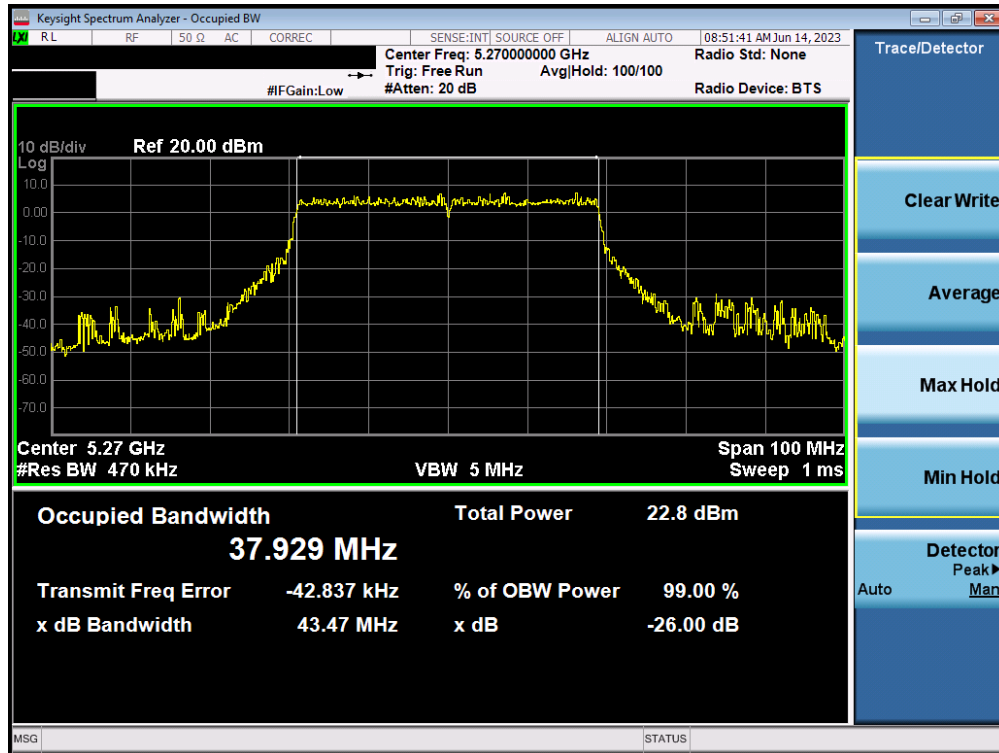 Keysight Spectrum Analyzer - Occupied BW
LXI RL RF 50 Ω AC CORREC SENSE:INT SOURCE OFF ALIGN AUTO 08:51:41 AM Jun 14, 2023
Center Freq: 5.270000000 GHz Radio Std: None
Trig: Free Run Avg|Hold: 100/100
#IFGain:Low #Atten: 20 dB Radio Device: BTS
10 dB/div Ref 20.00 dBm
Log
10.0
0.00
-10.0
-20.0
-30.0
-40.0
-50.0
-60.0
-70.0
Center 5.27 GHz Span 100 MHz
#Res BW 470 kHz VBW 5 MHz Sweep 1 ms
Occupied Bandwidth Total Power 22.8 dBm
37.929 MHz
Transmit Freq Error -42.837 kHz % of OBW Power 99.00 %
x dB Bandwidth 43.47 MHz x dB -26.00 dB
MSG STATUS
Trace/Detector
Clear Write
Average
Max Hold
Min Hold
Detector
Peak
Auto Man